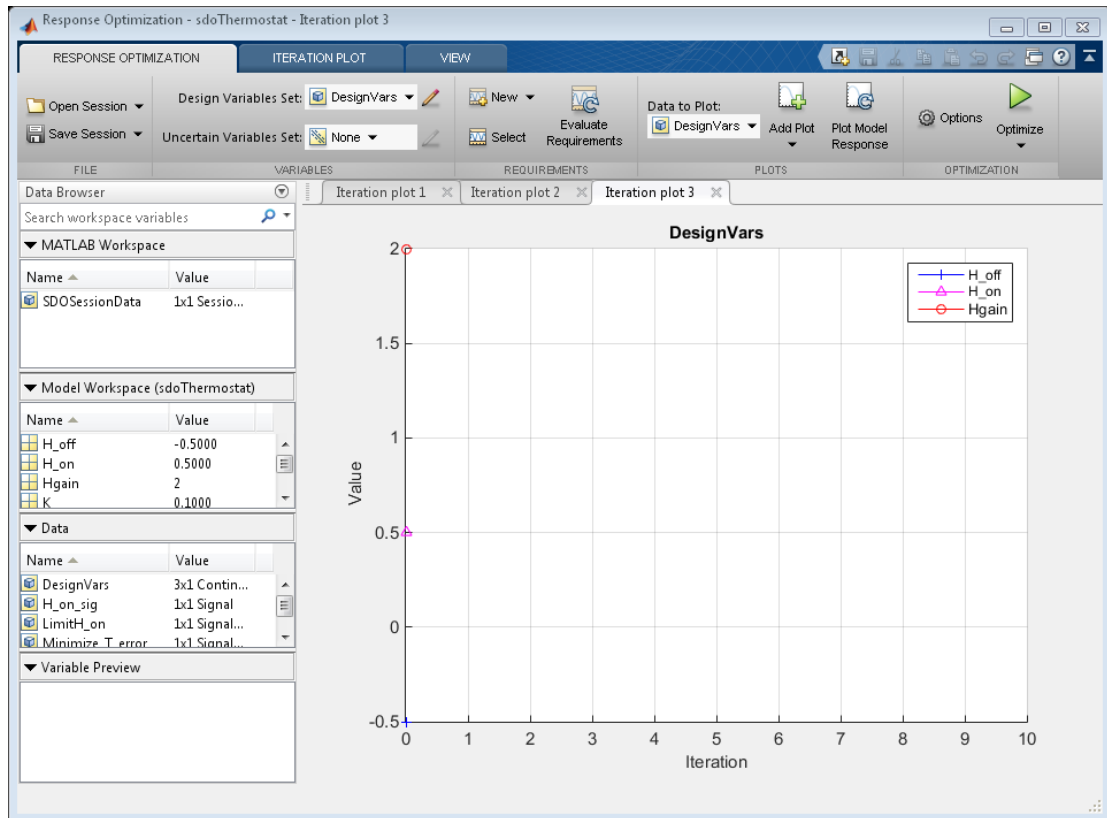 Response Optimization - sdoThermostat - Iteration plot 3
RESPONSE OPTIMIZATION ITERATION PLOT VIEW
Open Session
Save Session
FILE
Design Variables Set: DesignVars
Uncertain Variables Set: None
VARIABLES
New
Select
Evaluate
Requirements
REQUIREMENTS
Data to Plot:
DesignVars
Add Plot
Plot Model
Response
PLOTS
Options
Optimize
OPTIMIZATION
Data Browser
Search workspace variables
MATLAB Workspace
Name Value
SDOSessionData 1x1 Sessio...
Model Workspace (sdoThermostat)
Name Value
H_off -0.5000
H_on 0.5000
Hgain 2
K 0.1000
Data
Name Value
DesignVars 3x1 Contin...
H_on_sig 1x1 Signal
LimitH_on 1x1 Signal...
Minimize_T_error 1x1 Signal...
Variable Preview
Iteration plot 1 Iteration plot 2 Iteration plot 3
DesignVars
H_off
H_on
Hgain
2
1.5
1
0.5
0
-0.5
Value
0 1 2 3 4 5 6 7 8 9 10
Iteration